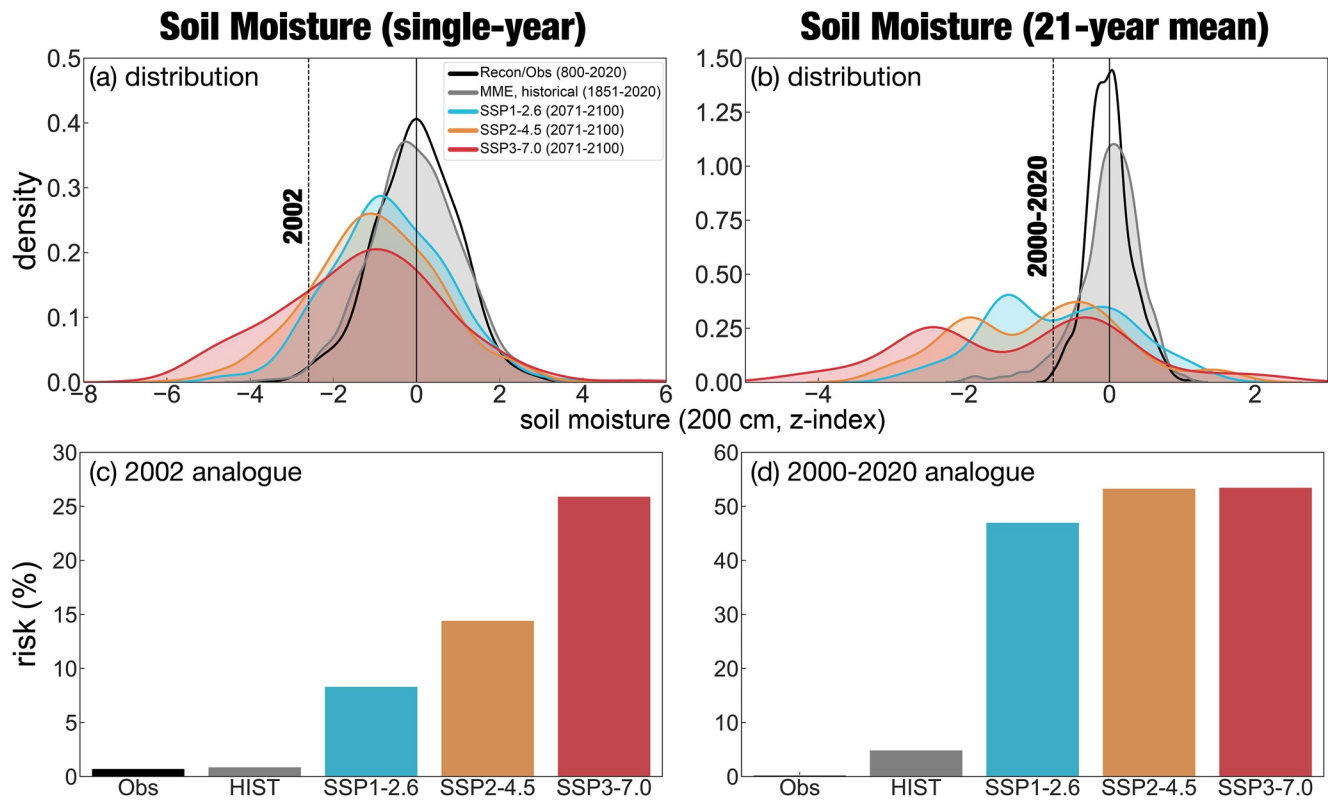 Soil Moisture (single-year)
Soil Moisture (21-year mean)
(a) distribution
Recon/Obs (800-2020)
MME, historical (1851-2020)
SSP1-2.6 (2071-2100)
SSP2-4.5 (2071-2100)
SSP3-7.0 (2071-2100)
2002
density
0.5
0.4
0.3
0.2
0.1
0.0
−8
−6
−4
−2
0
2
4
6
(b) distribution
2000-2020
1.50
1.25
1.00
0.75
0.50
0.25
0.00
−4
−2
0
2
soil moisture (200 cm, z-index)
(c) 2002 analogue
risk (%)
30
25
20
15
10
5
0
Obs
HIST
SSP1-2.6
SSP2-4.5
SSP3-7.0
(d) 2000-2020 analogue
60
50
40
30
20
10
0
Obs
HIST
SSP1-2.6
SSP2-4.5
SSP3-7.0